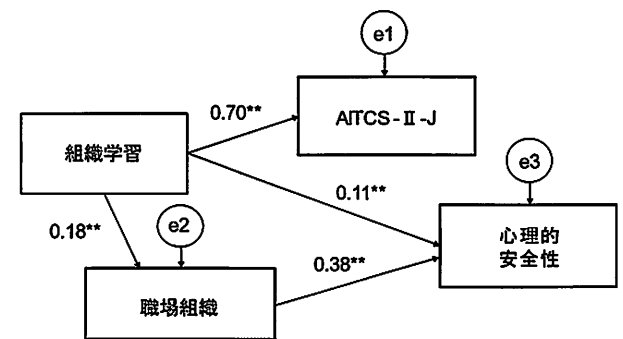 e1
0.70**
AITCS-Ⅱ-J
組織学習
e3
0.11**
0.18**
e2
心理的
安全性
0.38**
職場組織